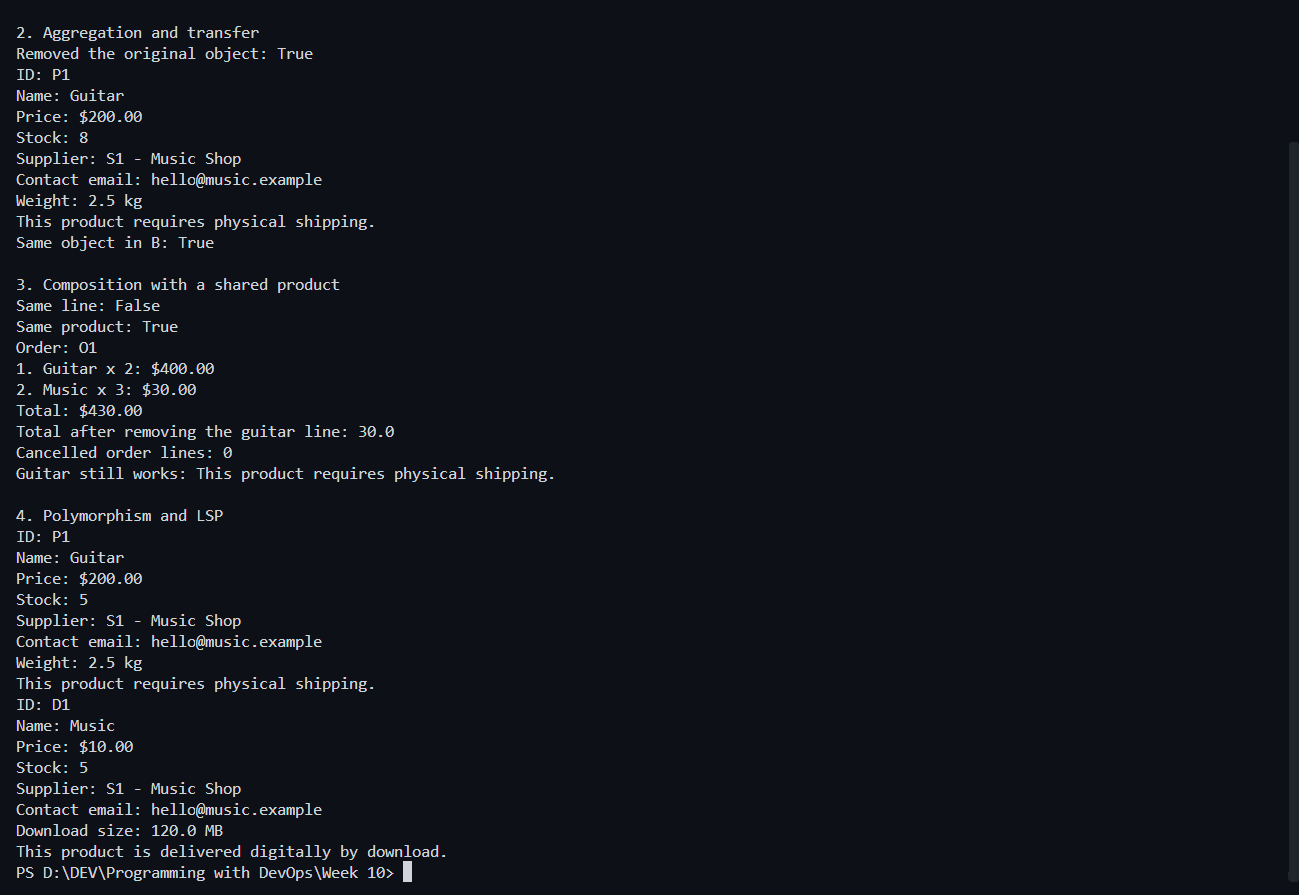 2. Aggregation and transfer
Removed the original object: True
ID: P1
Name: Guitar
Price: $200.00
Stock: 8
Supplier: S1 - Music Shop
Contact email: hello@music.example
Weight: 2.5 kg
This product requires physical shipping.
Same object in B: True
3. Composition with a shared product
Same line: False
Same product: True
Order: O1
1. Guitar x 2: $400.00
2. Music x 3: $30.00
Total: $430.00
Total after removing the guitar line: 30.0
Cancelled order lines: 0
Guitar still works: This product requires physical shipping.
4. Polymorphism and LSP
ID: P1
Name: Guitar
Price: $200.00
Stock: 5
Supplier: S1 - Music Shop
Contact email: hello@music.example
Weight: 2.5 kg
This product requires physical shipping.
ID: D1
Name: Music
Price: $10.00
Stock: 5
Supplier: S1 - Music Shop
Contact email: hello@music.example
Download size: 120.0 MB
This product is delivered digitally by download.
PS D:\DEV\Programming with DevOps\Week 10>